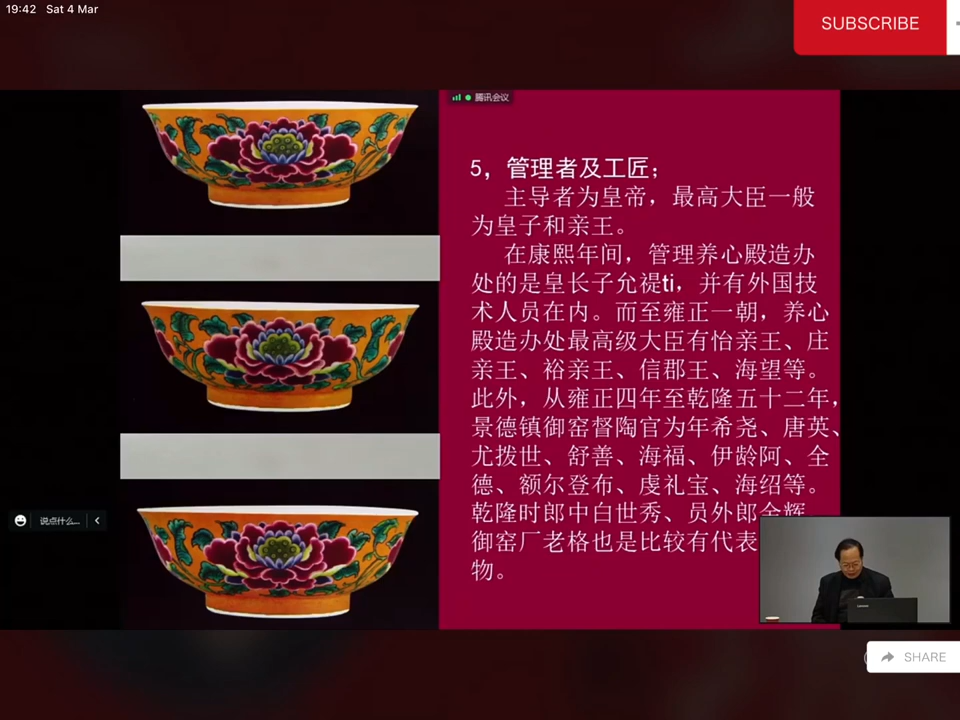 19:42 Sat 4 Mar
SUBSCRIBE
腾讯会议
5，管理者及工匠；
主导者为皇帝，最高大臣一般
为皇子和亲王。
在康熙年间，管理养心殿造办
处的是皇长子允禔ti，并有外国技
术人员在内。而至雍正一朝，养心
殿造办处最高级大臣有怡亲王、庄
亲王、裕亲王、信郡王、海望等。
此外，从雍正四年至乾隆五十二年，
景德镇御窑督陶官为年希尧、唐英、
尤拨世、舒善、海福、伊龄阿、全
德、额尔登布、虔礼宝、海绍等。
乾隆时郎中白世秀、员外郎金辉、
御窑厂老格也是比较有代表
物。
说点什么...
SHARE